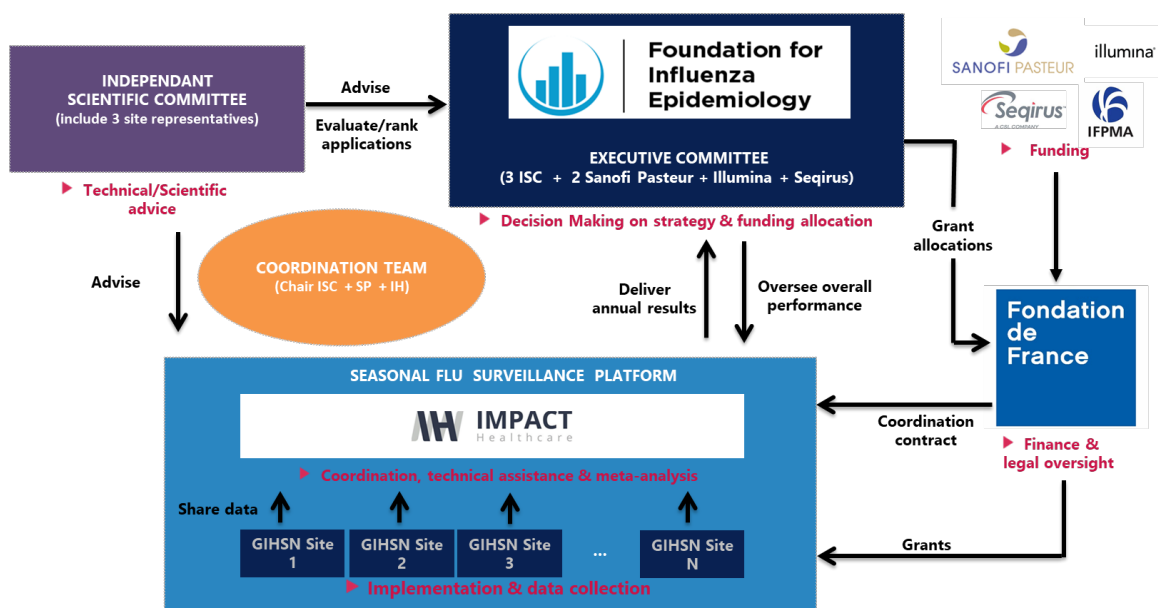 INDEPENDANT
SCIENTIFIC COMMITTEE
(include 3 site representatives)
Technical/Scientific
advice
Advise
Evaluate/rank
applications
Foundation for
Influenza
Epidemiology
EXECUTIVE COMMITTEE
(3 ISC + 2 Sanofi Pasteur + Illumina + Seqirus)
Decision Making on strategy & funding allocation
SANOFI PASTEUR
illumina
Seqirus
A CSL COMPANY
IFPMA
Funding
Grant
allocations
Advise
COORDINATION TEAM
(Chair ISC + SP + IH)
Deliver
annual results
Oversee overall
performance
Fondation
de
France
Finance &
legal oversight
Coordination
contract
SEASONAL FLU SURVEILLANCE PLATFORM
IMPACT
Healthcare
Coordination, technical assistance & meta-analysis
Share data
GIHSN Site
1
GIHSN Site
2
GIHSN Site
3
...
GIHSN Site
N
Implementation & data collection
Grants